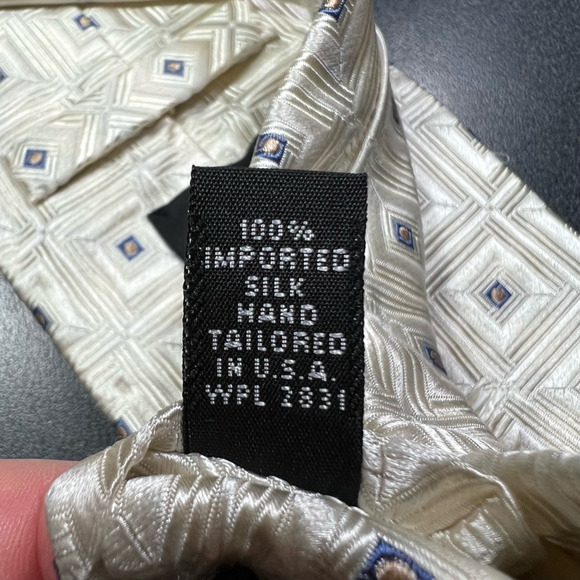 100%
IMPORTED
SILK
HAND
TAILORED
IN U.S.A.
WPL 2831